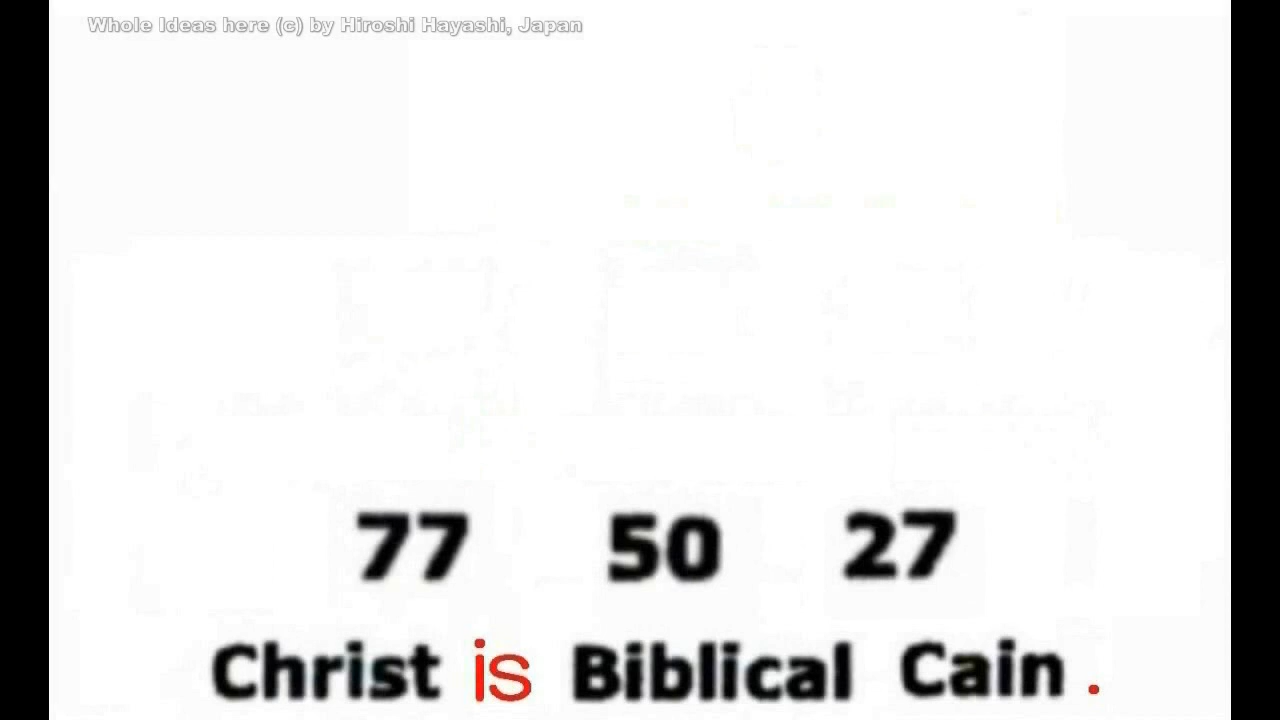 Whole Ideas here (c) by Hiroshi Hayashi, Japan
77 50 27
Christ is Biblical Cain .